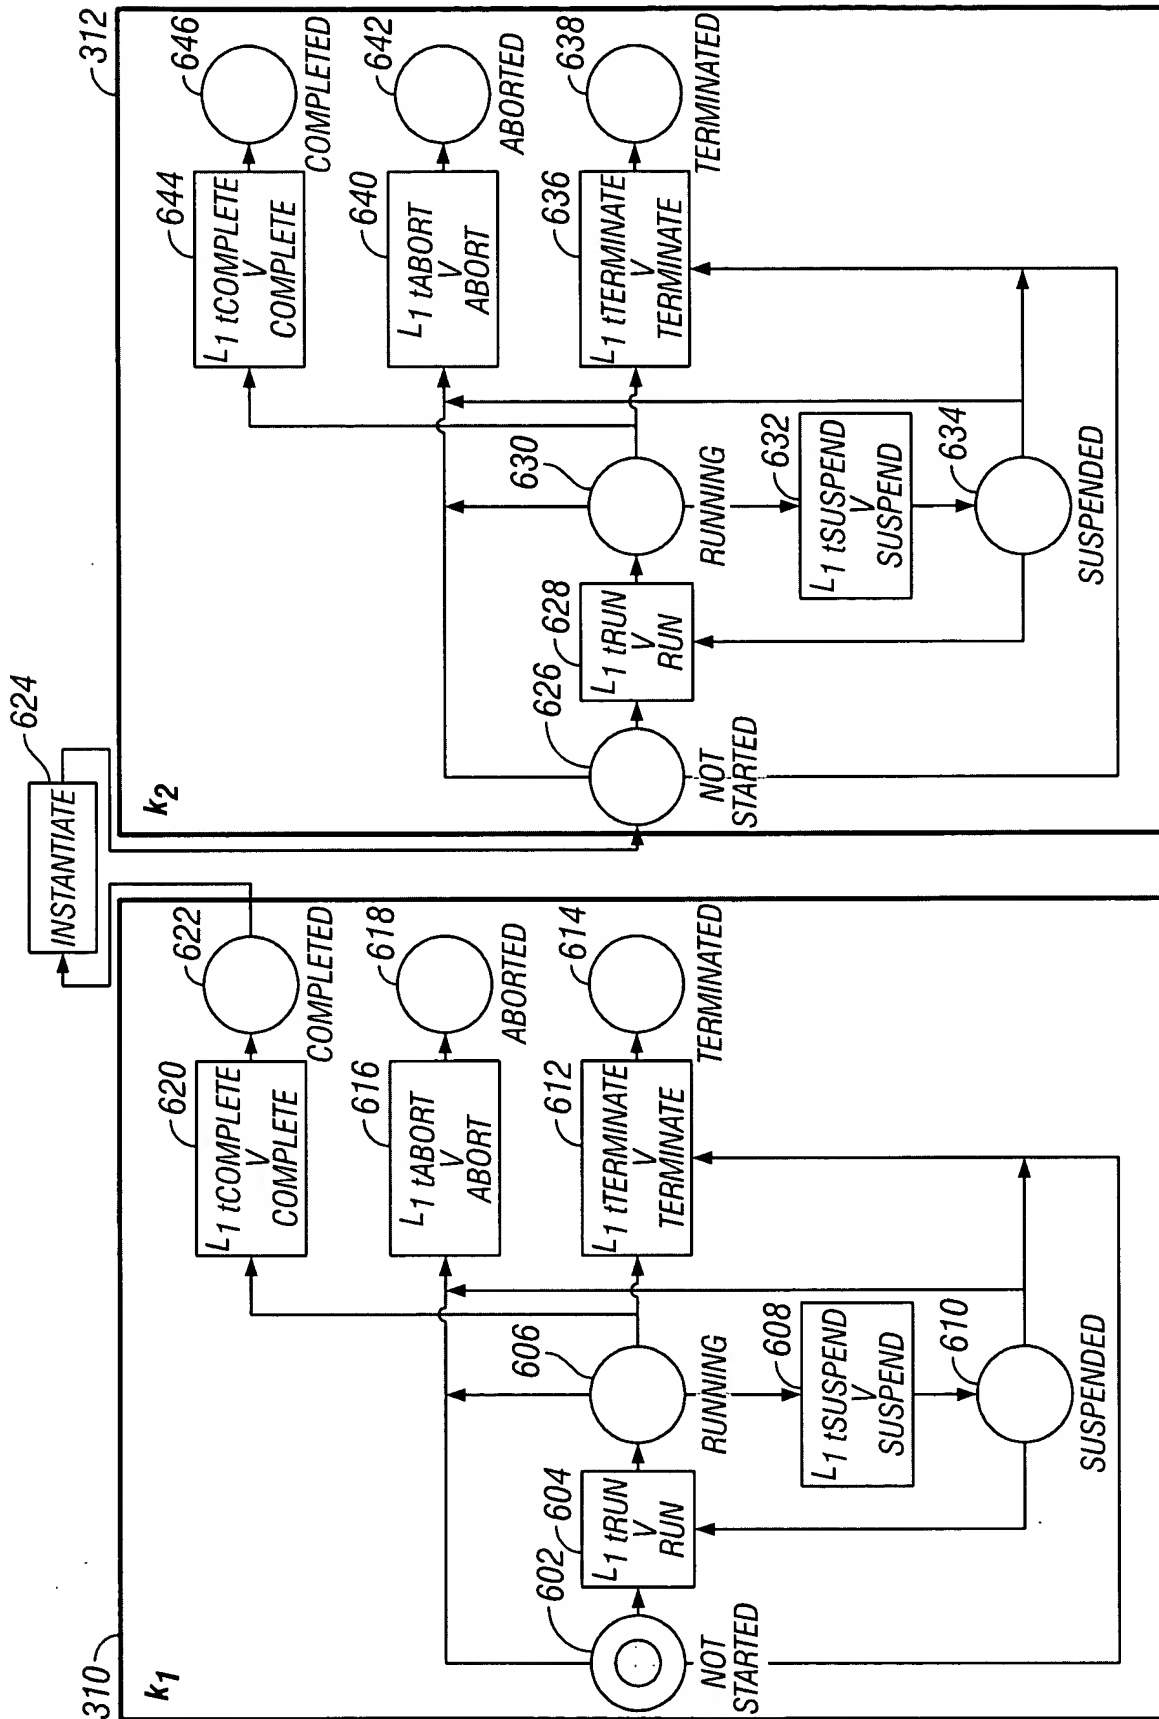 310
k1
602
NOT
STARTED
604
L1 tRUN
V
RUN
606
RUNNING
608
L1 tSUSPEND
V
SUSPEND
610
SUSPENDED
612
L1 tTERMINATE
V
TERMINATE
614
TERMINATED
616
L1 tABORT
V
ABORT
618
ABORTED
620
L1 tCOMPLETE
V
COMPLETE
622
COMPLETED
INSTANTIATE
624
312
k2
626
NOT
STARTED
628
L1 tRUN
V
RUN
630
RUNNING
632
L1 tSUSPEND
V
SUSPEND
634
SUSPENDED
636
L1 tTERMINATE
V
TERMINATE
638
TERMINATED
640
L1 tABORT
V
ABORT
642
ABORTED
644
L1 tCOMPLETE
V
COMPLETE
646
COMPLETED